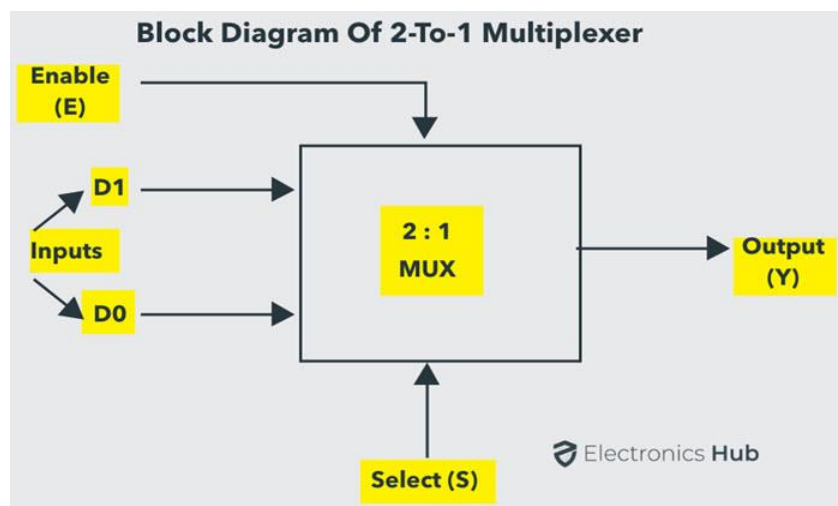 Block Diagram Of 2-To-1 Multiplexer
Enable
(E)
D1
Inputs
D0
2 : 1
MUX
Output
(Y)
Select (S)
Electronics Hub